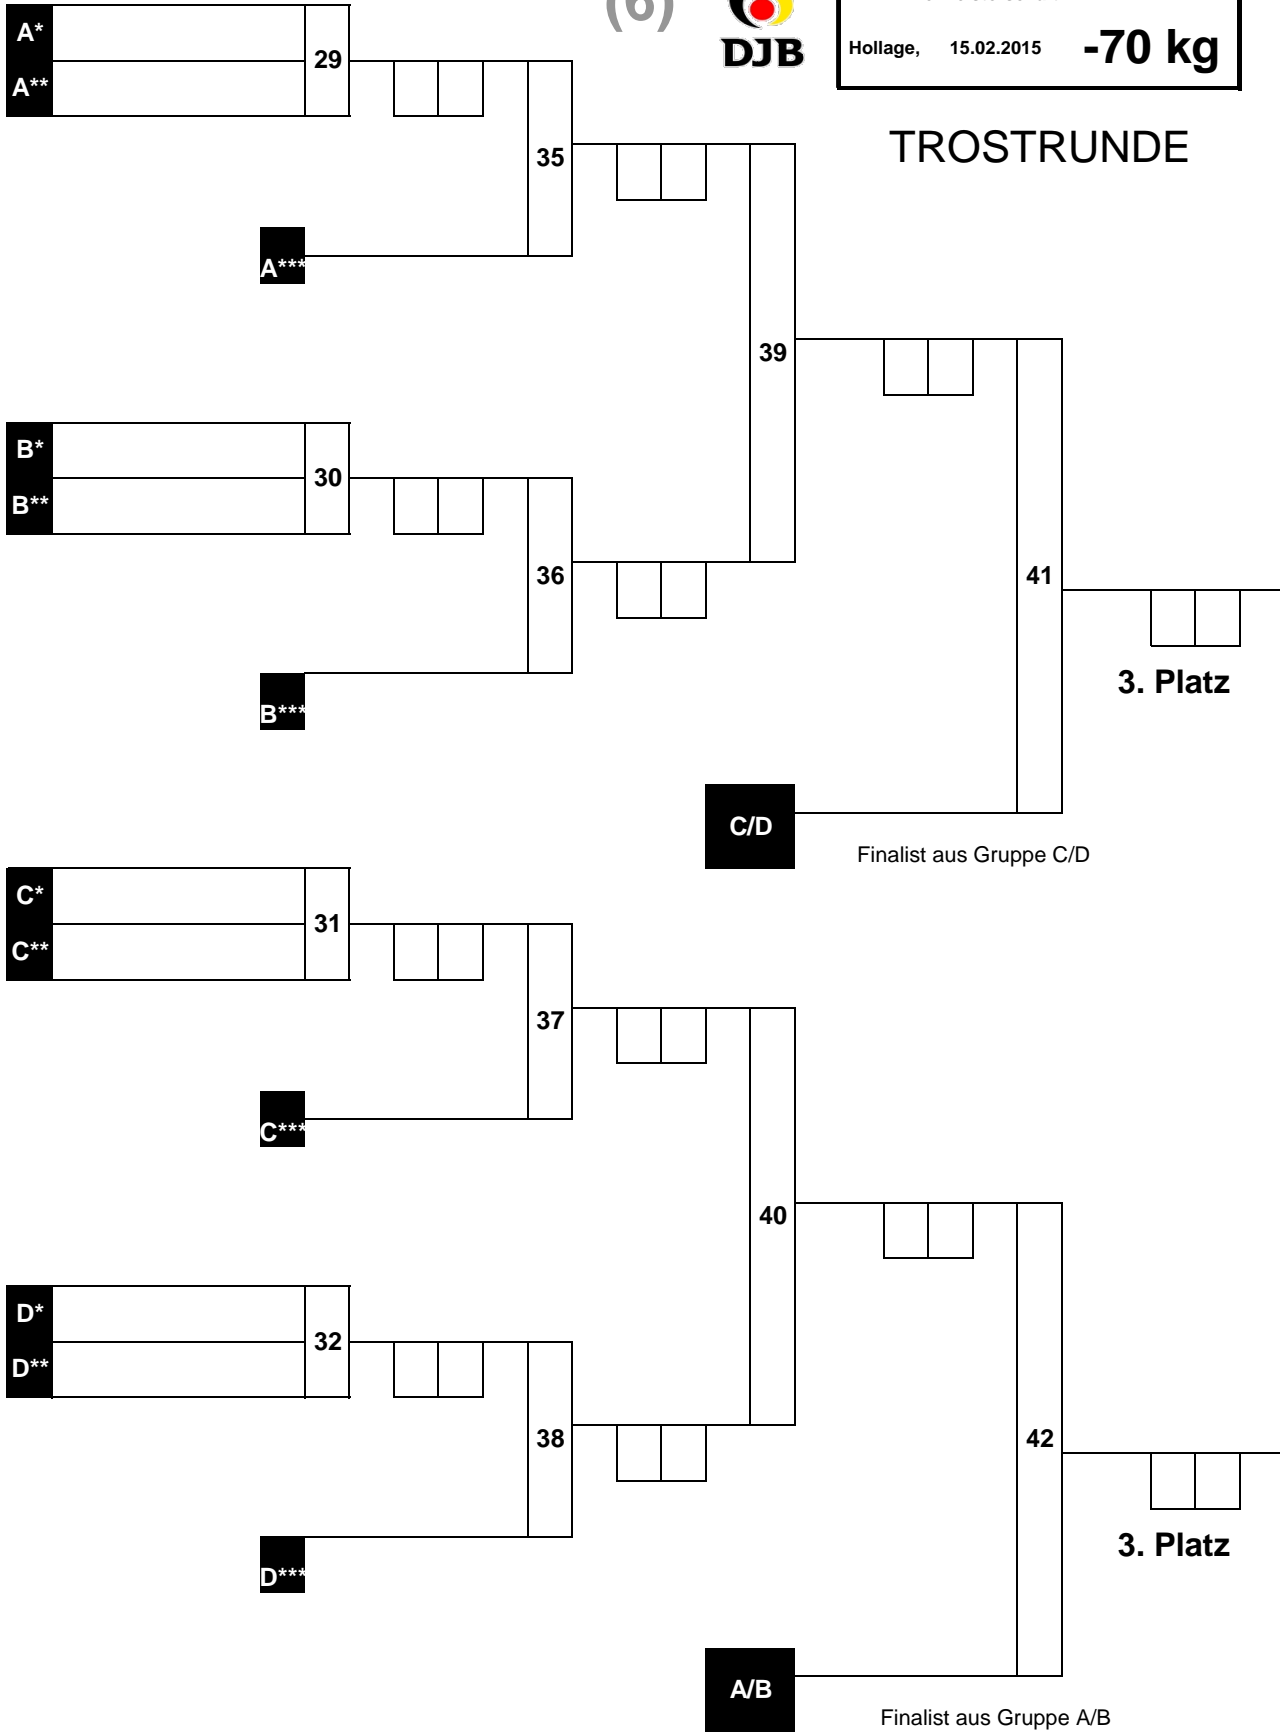 (6)
DJB
Hollage, 15.02.2015 -70 kg
TROSTRUNDE
A*
A**
29
35
A***
39
B*
B**
30
36
41
B***
3. Platz
C/D
Finalist aus Gruppe C/D
C*
C**
31
37
C***
40
D*
D**
32
38
42
D***
3. Platz
A/B
Finalist aus Gruppe A/B